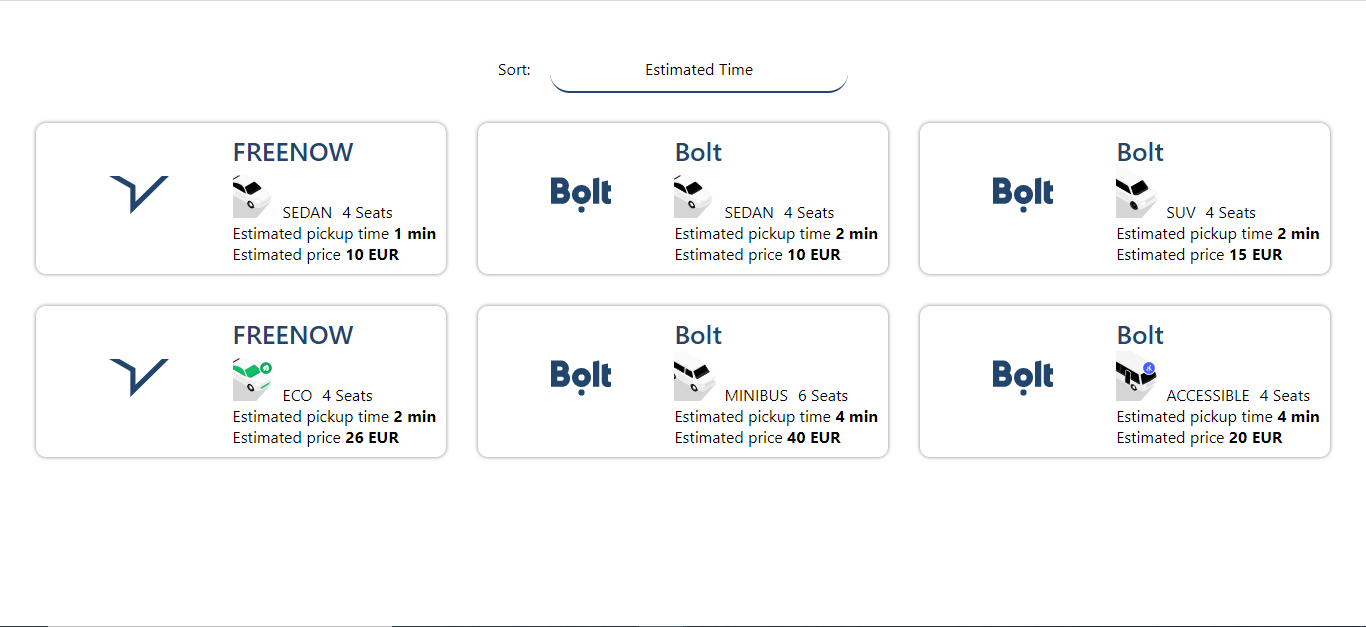 Sort: Estimated Time
FREENOW
SEDAN 4 Seats
Estimated pickup time 1 min
Estimated price 10 EUR
Bolt
Bolt
SEDAN 4 Seats
Estimated pickup time 2 min
Estimated price 10 EUR
Bolt
Bolt
SUV 4 Seats
Estimated pickup time 2 min
Estimated price 15 EUR
FREENOW
ECO 4 Seats
Estimated pickup time 2 min
Estimated price 26 EUR
Bolt
Bolt
MINIBUS 6 Seats
Estimated pickup time 4 min
Estimated price 40 EUR
Bolt
Bolt
ACCESSIBLE 4 Seats
Estimated pickup time 4 min
Estimated price 20 EUR